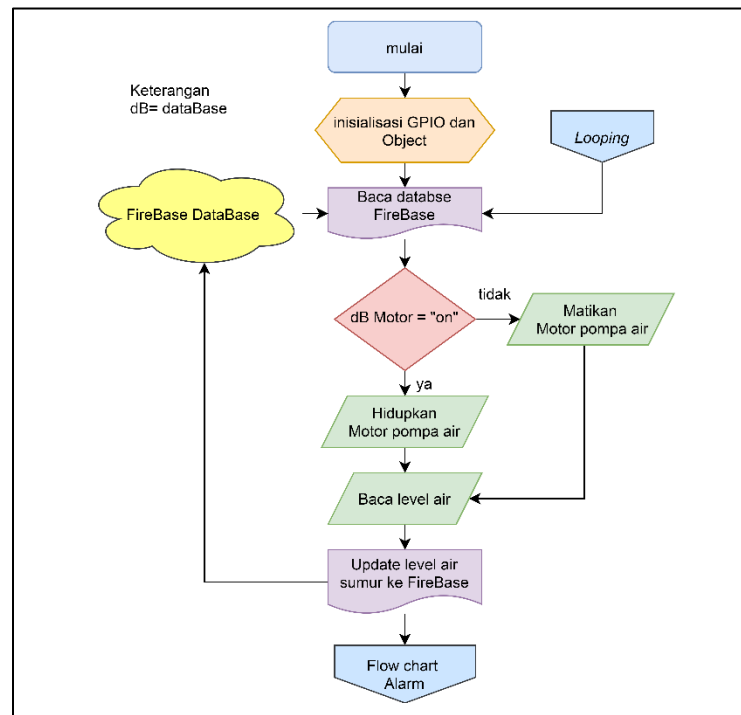 mulai
Keterangan
dB= dataBase
inisialisasi GPIO dan
Object
Looping
Baca databse
FireBase
FireBase DataBase
dB Motor = "on"
tidak
Matikan
Motor pompa air
ya
Hidupkan
Motor pompa air
Baca level air
Update level air
sumur ke FireBase
Flow chart
Alarm